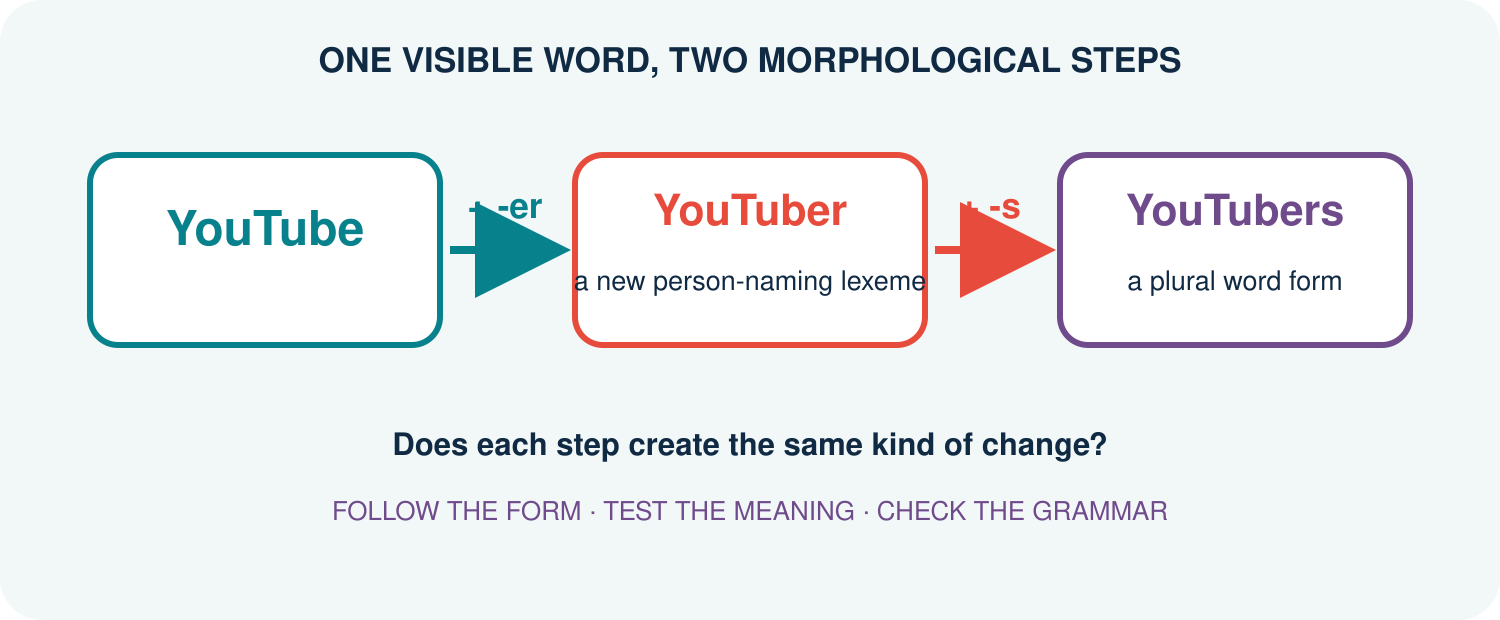 ONE VISIBLE WORD, TWO MORPHOLOGICAL STEPS
YouTube
+ -er
YouTuber
a new person-naming lexeme
+ -s
YouTubers
a plural word form
Does each step create the same kind of change?
FOLLOW THE FORM · TEST THE MEANING · CHECK THE GRAMMAR